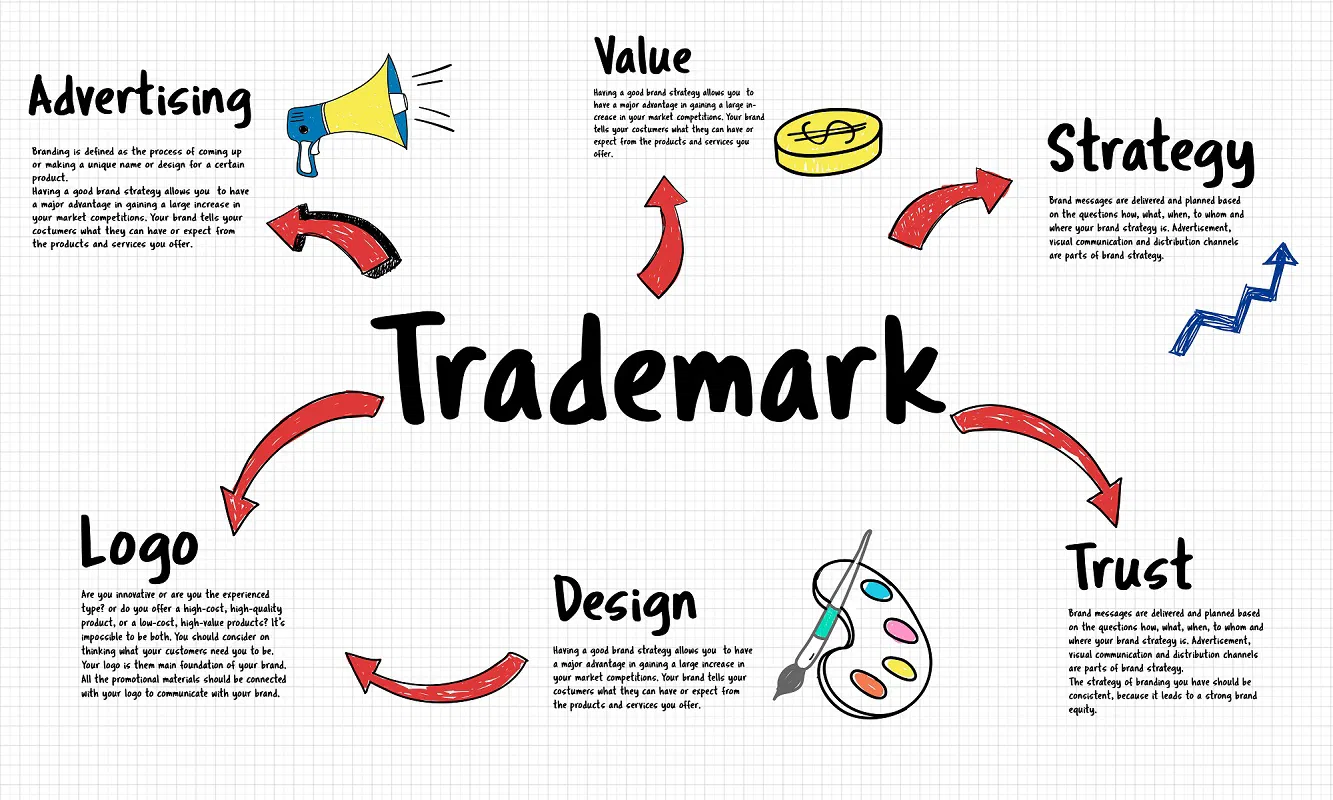 Advertising
Branding is defined as the process of coming up
or making a unique name or design for a certain
product.
Having a good brand strategy allows you to have
a major advantage in gaining a large increase in
your market competitions. Your brand tells your
costumers what they can have or expect from
the products and services you offer.
Value
Having a good brand strategy allows you to
have a major advantage in gaining a large in-
crease in your market competitions. Your brand
tells your costumers what they can have or
expect from the products and services you
offer.
Strategy
Brand messages are delivered and planned based
on the questions how, what, when, to whom and
where your brand strategy is. Advertisement,
visual communication and distribution channels
are parts of brand strategy.
Trademark
Logo
Are you innovative or are you the experienced
type? or do you offer a high-cost, high-quality
product, or a low-cost, high-value products? It's
impossible to be both. You should consider on
thinking what your customers need you to be.
Your logo is them main foundation of your brand.
All the promotional materials should be connected
with your logo to communicate with your brand.
Design
Having a good brand strategy allows you to have
a major advantage in gaining a large increase in
your market competitions. Your brand tells your
costumers what they can have or expect from
the products and services you offer.
Trust
Brand messages are delivered and planned based
on the questions how, what, when, to whom and
where your brand strategy is. Advertisement,
visual communication and distribution channels
are parts of brand strategy.
The strategy of branding you have should be
consistent, because it leads to a strong brand
equity.